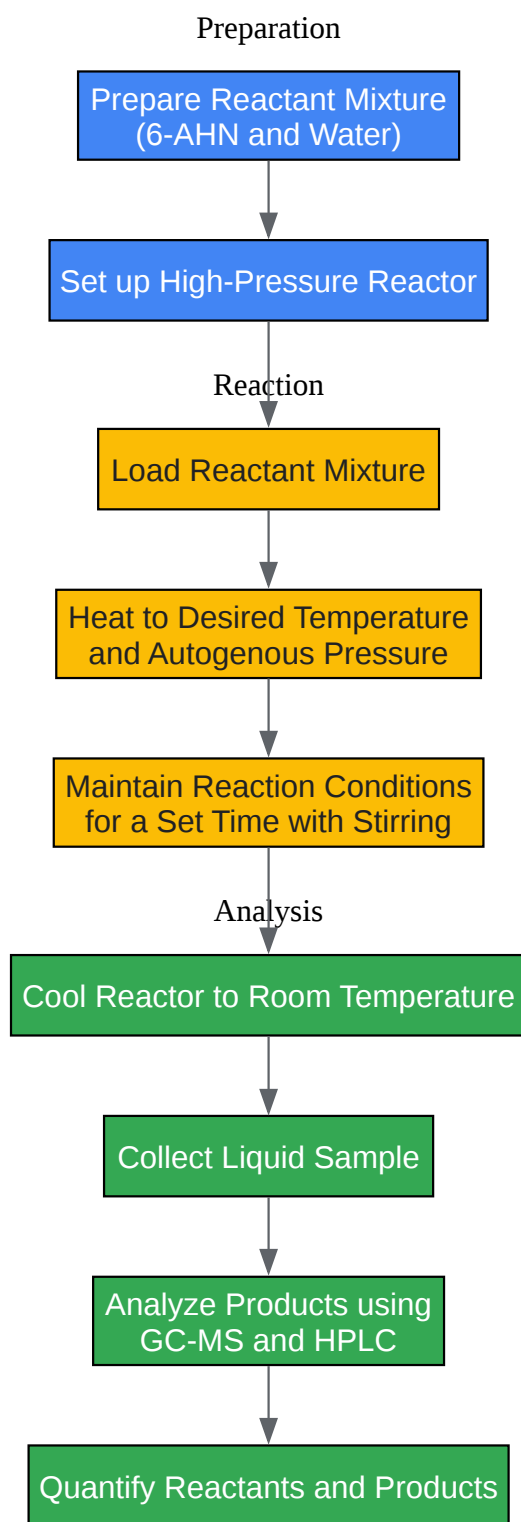 Preparation
Prepare Reactant Mixture
(6-AHN and Water)
Set up High-Pressure Reactor
Reaction
Load Reactant Mixture
Heat to Desired Temperature
and Autogenous Pressure
Maintain Reaction Conditions
for a Set Time with Stirring
Analysis
Cool Reactor to Room Temperature
Collect Liquid Sample
Analyze Products using
GC-MS and HPLC
Quantify Reactants and Products